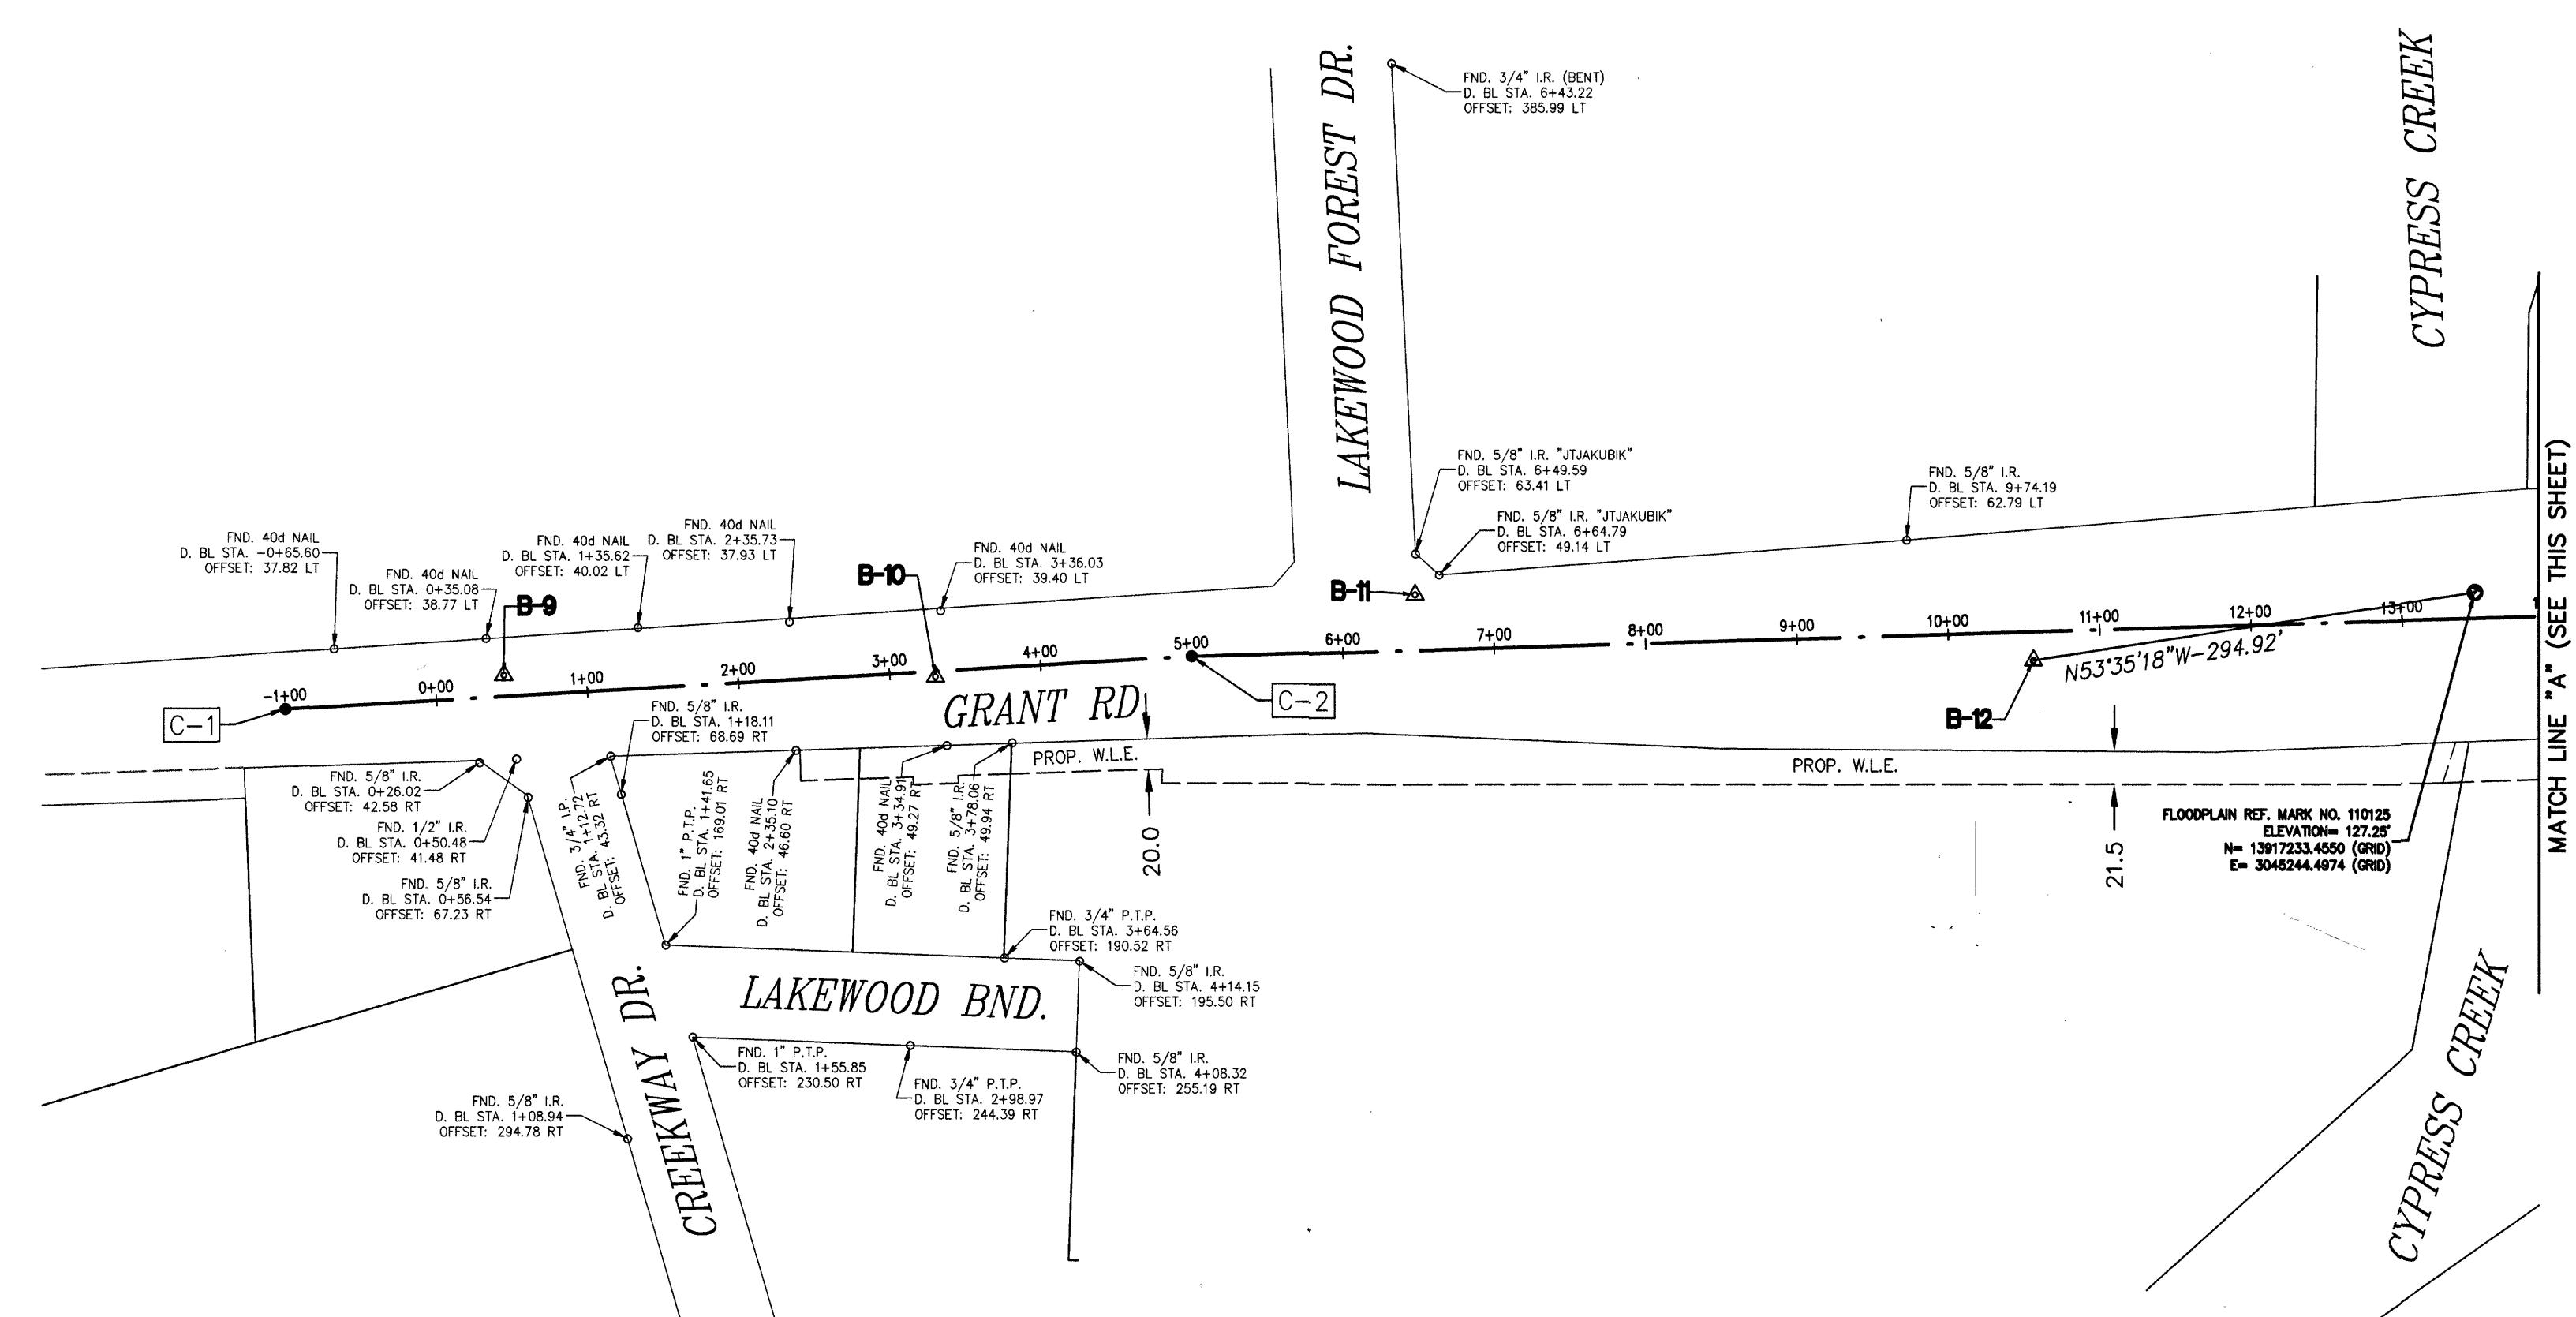 LAKEWOOD FOREST DR.
CYPRESS CREEK
FND. 3/4" I.R. (BENT)
D. BL STA. 6+43.22
OFFSET: 385.99 LT
FND. 5/8" I.R. "JTJAKUBIK"
D. BL STA. 6+49.59
OFFSET: 63.41 LT
FND. 5/8" I.R. "JTJAKUBIK"
D. BL STA. 6+64.79
OFFSET: 49.14 LT
FND. 5/8" I.R.
D. BL STA. 9+74.19
OFFSET: 62.79 LT
MATCH LINE "A" (SEE THIS SHEET)
FND. 40d NAIL
D. BL STA. -0+65.60
OFFSET: 37.82 LT
FND. 40d NAIL
D. BL STA. 0+35.08
OFFSET: 38.77 LT
FND. 40d NAIL
D. BL STA. 1+35.62
OFFSET: 40.02 LT
FND. 40d NAIL
D. BL STA. 2+35.73
OFFSET: 37.93 LT
FND. 40d NAIL
D. BL STA. 3+36.03
OFFSET: 39.40 LT
B-9
B-10
B-11
B-12
-1+00
0+00
1+00
2+00
3+00
4+00
5+00
6+00
7+00
8+00
9+00
10+00
11+00
12+00
13+00
1
N53°35'18"W-294.92'
C-1
C-2
GRANT RD
PROP. W.L.E.
PROP. W.L.E.
20.0
21.5
FND. 5/8" I.R.
D. BL STA. 1+18.11
OFFSET: 68.69 RT
FND. 5/8" I.R.
D. BL STA. 0+26.02
OFFSET: 42.58 RT
FND. 1/2" I.R.
D. BL STA. 0+50.48
OFFSET: 41.48 RT
FND. 5/8" I.R.
D. BL STA. 0+56.54
OFFSET: 67.23 RT
FND. 3/4" I.P.
D. BL STA. 1+12.72
OFFSET: 43.32 RT
FND. 1" P.T.P.
D. BL STA. 1+41.65
OFFSET: 169.01 RT
FND. 40d NAIL
D. BL STA. 2+35.10
OFFSET: 46.60 RT
FND. 40d NAIL
D. BL STA. 3+34.91
OFFSET: 49.27 RT
FND. 5/8" I.R.
D. BL STA. 3+78.06
OFFSET: 49.94 RT
FLOODPLAIN REF. MARK NO. 110125
ELEVATION= 127.25'
N= 13917233.4550 (GRID)
E= 3045244.4974 (GRID)
FND. 3/4" P.T.P.
D. BL STA. 3+64.56
OFFSET: 190.52 RT
FND. 5/8" I.R.
D. BL STA. 4+14.15
OFFSET: 195.50 RT
LAKEWOOD BND.
CREEKWAY DR.
FND. 1" P.T.P.
D. BL STA. 1+55.85
OFFSET: 230.50 RT
FND. 3/4" P.T.P.
D. BL STA. 2+98.97
OFFSET: 244.39 RT
FND. 5/8" I.R.
D. BL STA. 4+08.32
OFFSET: 255.19 RT
FND. 5/8" I.R.
D. BL STA. 1+08.94
OFFSET: 294.78 RT
CYPRESS CREEK